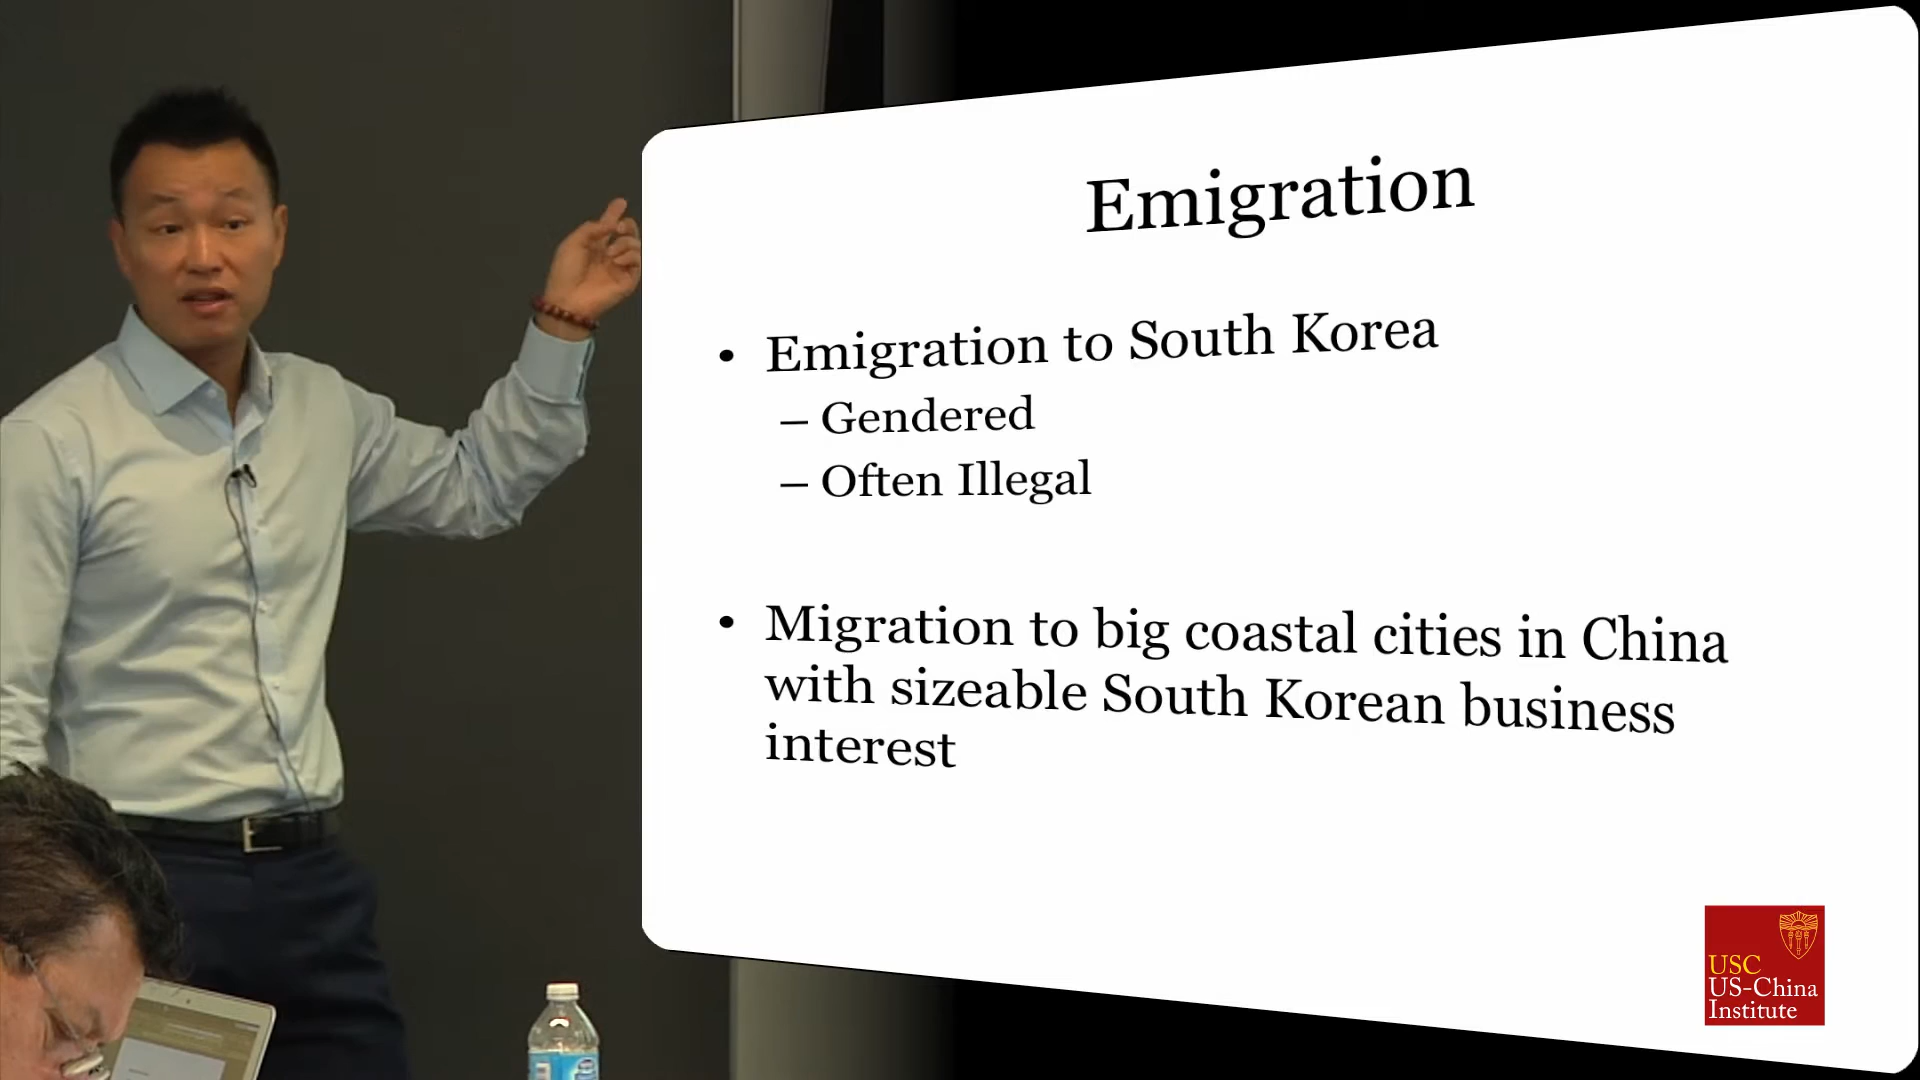 Emigration
• Emigration to South Korea
– Gendered
– Often Illegal
• Migration to big coastal cities in China
with sizeable South Korean business
interest
USC
US-China
Institute